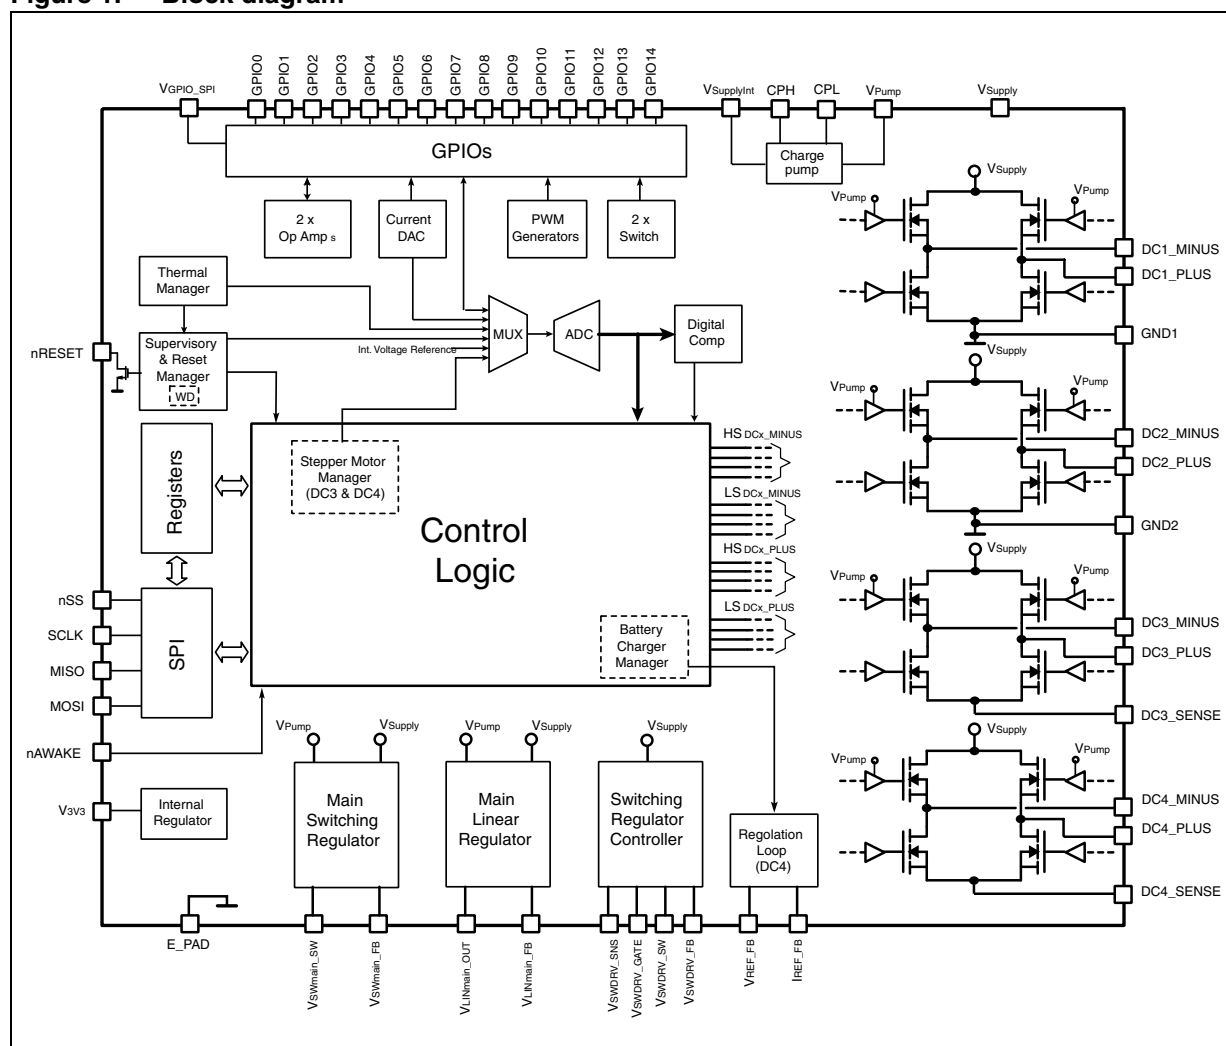 Figure 1. Block diagram
GPIO0
GPIO1
GPIO2
GPIO3
GPIO4
GPIO5
GPIO6
GPIO7
GPIO8
GPIO9
GPIO10
GPIO11
GPIO12
GPIO13
GPIO14
VGPIO_SPI
VSupplyInt
CPH
CPL
VPump
VSupply
GPIOs
Charge
pump
2 x
Op Amp s
Current
DAC
PWM
Generators
2 x
Switch
Thermal
Manager
nRESET
Supervisory
& Reset
Manager
WD
Int. Voltage Reference
MUX
ADC
Digital
Comp
Registers
Stepper Motor
Manager
(DC3 & DC4)
Control
Logic
HS DCx_MINUS
LS DCx_MINUS
HS DCx_PLUS
LS DCx_PLUS
Battery
Charger
Manager
nSS
SCLK
MISO
MOSI
SPI
nAWAKE
V3V3
Internal
Regulator
VPump
VSupply
Main
Switching
Regulator
VPump
VSupply
Main
Linear
Regulator
VSupply
Switching
Regulator
Controller
Regolation
Loop
(DC4)
E_PAD
VSWmain_SW
VSWmain_FB
VLINmain_OUT
VLINmain_FB
VSWDRV_SNS
VSWDRV_GATE
VSWDRV_SW
VSWDRV_FB
VREF_FB
IREF_FB
VSupply
VPump
VPump
DC1_MINUS
DC1_PLUS
GND1
VSupply
VPump
VPump
DC2_MINUS
DC2_PLUS
GND2
VSupply
VPump
VPump
DC3_MINUS
DC3_PLUS
DC3_SENSE
VSupply
VPump
VPump
DC4_MINUS
DC4_PLUS
DC4_SENSE